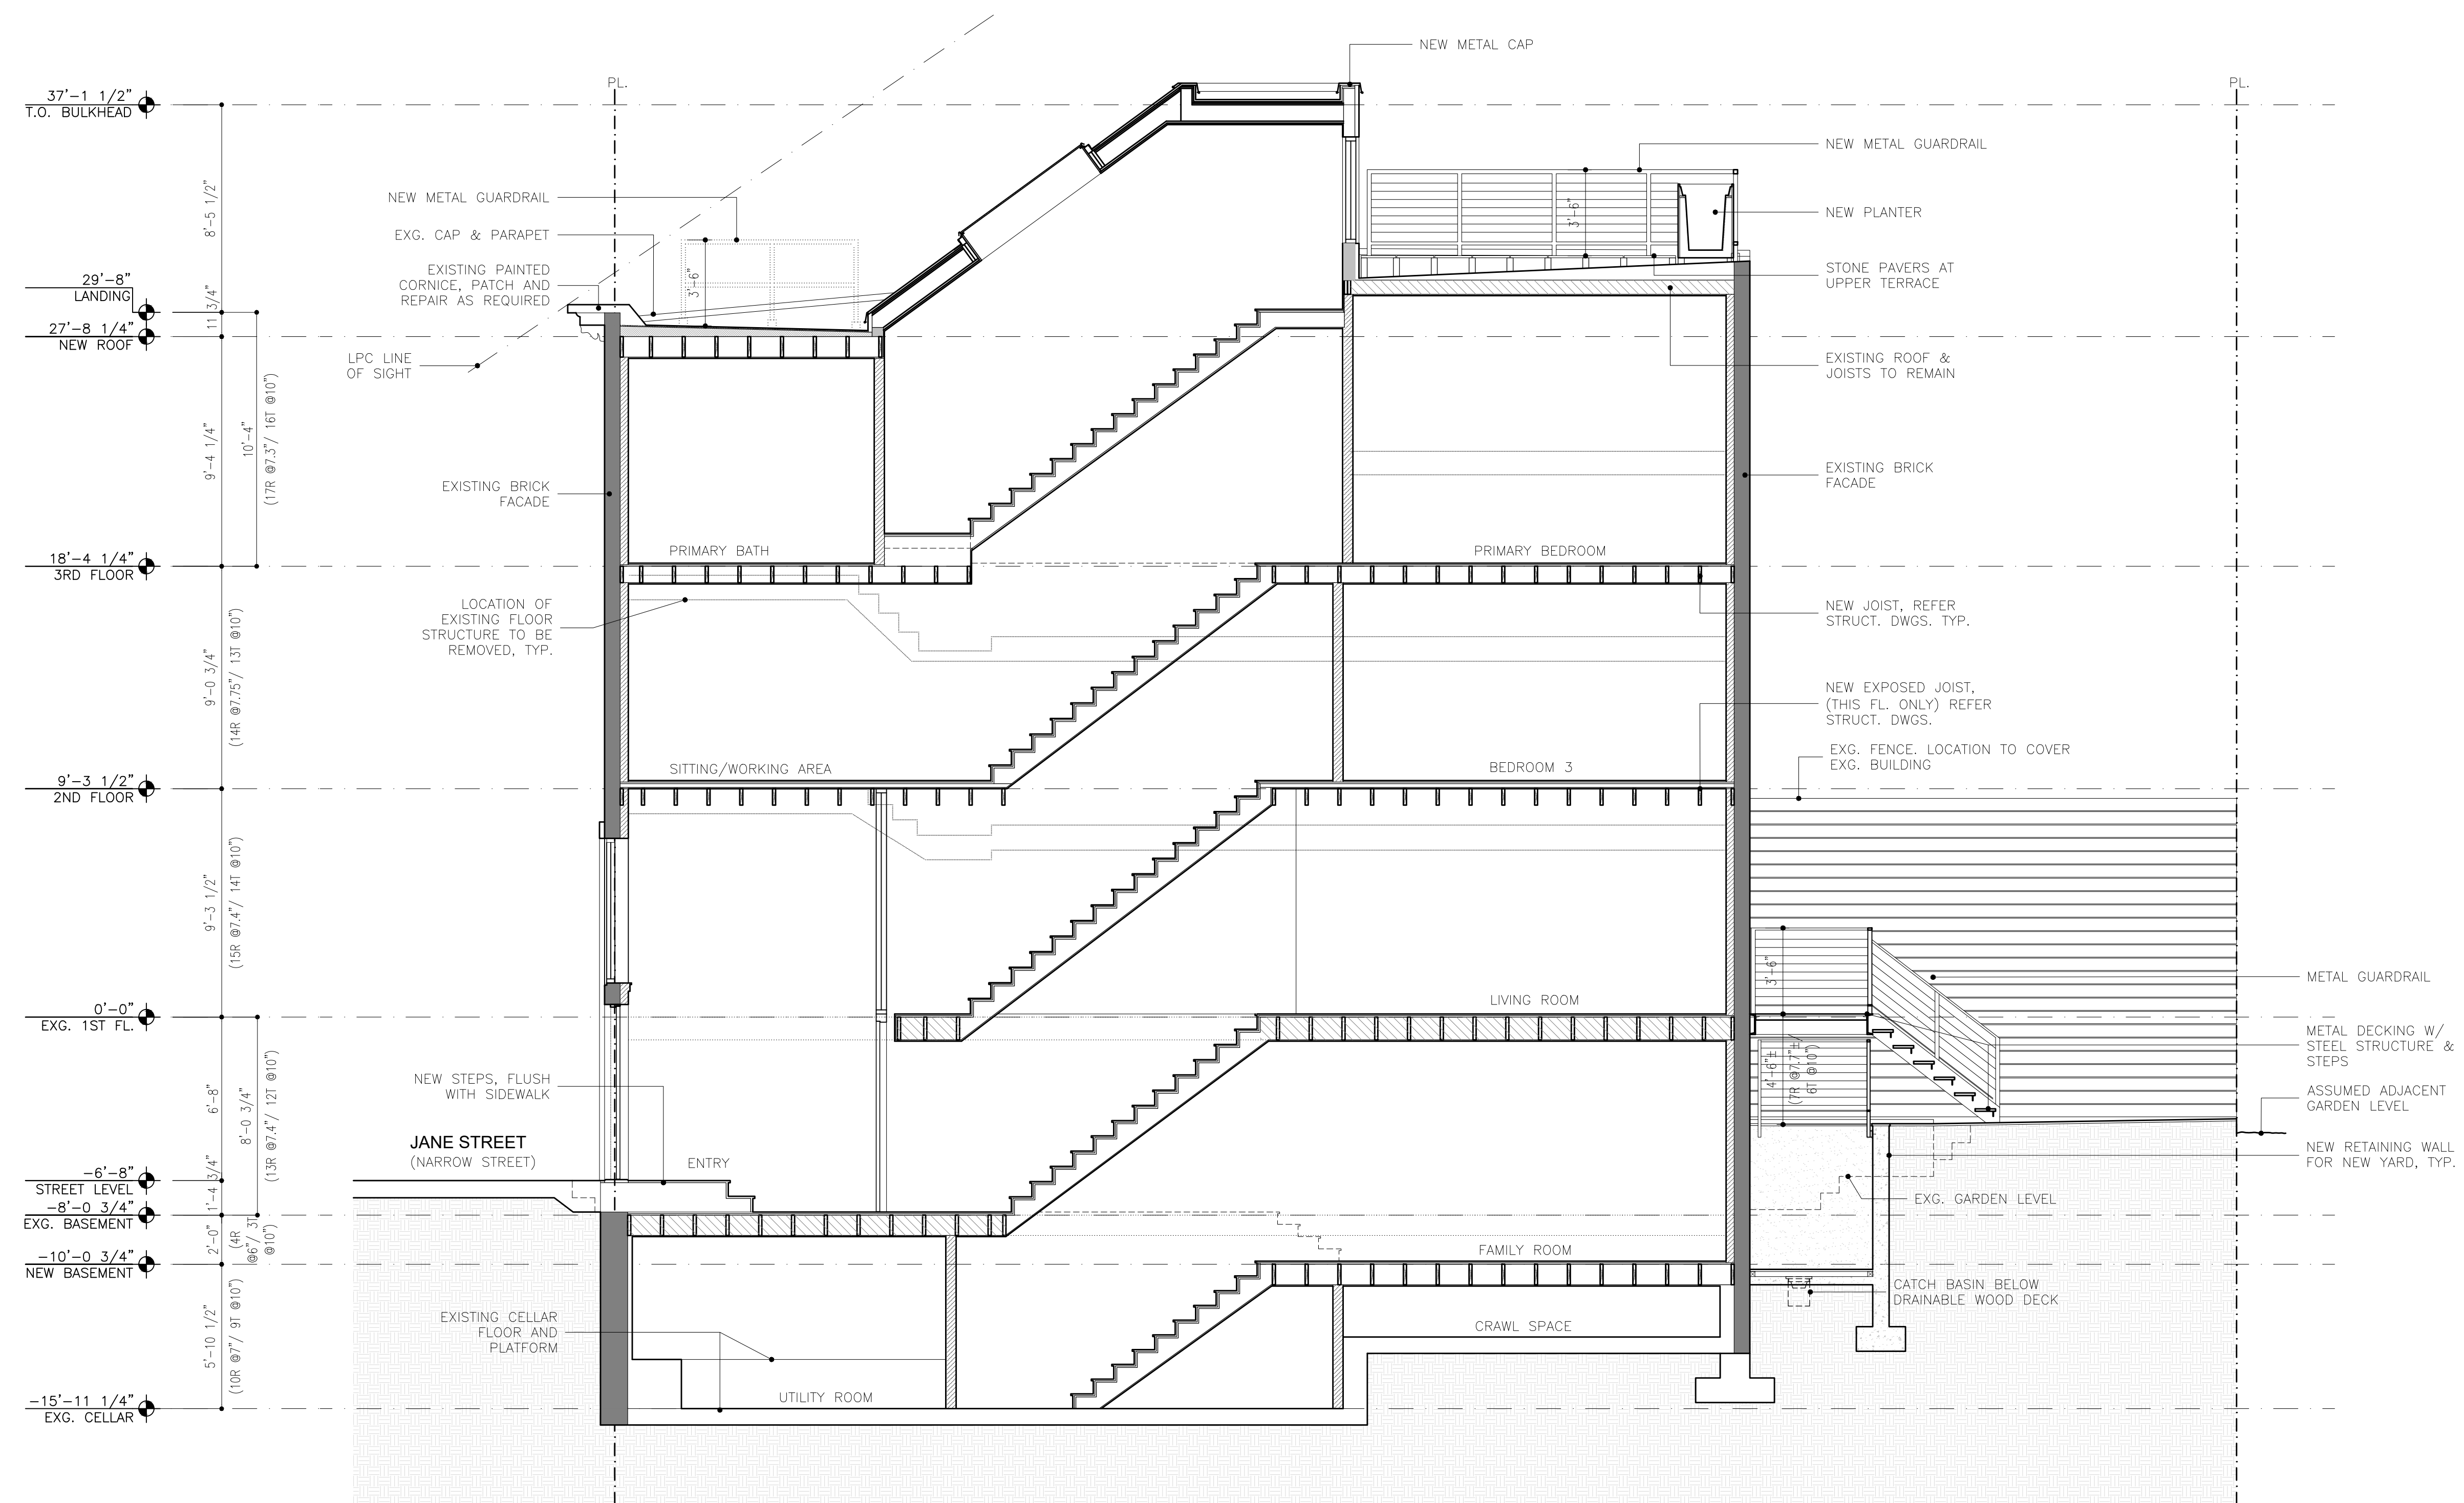 37'-1 1/2"
T.O. BULKHEAD
29'-8"
LANDING
27'-8 1/4"
NEW ROOF
18'-4 1/4"
3RD FLOOR
9'-3 1/2"
2ND FLOOR
0'-0"
EXG. 1ST FL.
-6'-8"
STREET LEVEL
-8'-0 3/4"
EXG. BASEMENT
-10'-0 3/4"
NEW BASEMENT
-15'-11 1/4"
EXG. CELLAR
8'-5 1/2"
11 3/4"
9'-4 1/4"
10'-4"
(17R @7.3"/ 16T @10")
9'-0 3/4"
(14R @7.75"/ 13T @10")
9'-3 1/2"
(15R @7.4"/ 14T @10")
6'-8"
8'-0 3/4"
(13R @7.4"/ 12T @10")
1'-4 3/4"
2'-0"
(4R
@6"/ 3T
@10")
5'-10 1/2"
(10R @7"/ 9T @10")
PL.
PL.
NEW METAL GUARDRAIL
EXG. CAP & PARAPET
EXISTING PAINTED
CORNICE, PATCH AND
REPAIR AS REQUIRED
LPC LINE
OF SIGHT
3'-6"
EXISTING BRICK
FACADE
PRIMARY BATH
PRIMARY BEDROOM
LOCATION OF
EXISTING FLOOR
STRUCTURE TO BE
REMOVED, TYP.
SITTING/WORKING AREA
BEDROOM 3
LIVING ROOM
NEW STEPS, FLUSH
WITH SIDEWALK
JANE STREET
(NARROW STREET)
ENTRY
FAMILY ROOM
EXISTING CELLAR
FLOOR AND
PLATFORM
CRAWL SPACE
UTILITY ROOM
NEW METAL CAP
NEW METAL GUARDRAIL
3'-6"
NEW PLANTER
STONE PAVERS AT
UPPER TERRACE
EXISTING ROOF &
JOISTS TO REMAIN
EXISTING BRICK
FACADE
NEW JOIST, REFER
STRUCT. DWGS. TYP.
NEW EXPOSED JOIST,
(THIS FL. ONLY) REFER
STRUCT. DWGS.
EXG. FENCE. LOCATION TO COVER
EXG. BUILDING
3'-6"
4'-6"±
(7R @7.7"±/
6T @10")
METAL GUARDRAIL
METAL DECKING W/
STEEL STRUCTURE &
STEPS
ASSUMED ADJACENT
GARDEN LEVEL
NEW RETAINING WALL
FOR NEW YARD, TYP.
EXG. GARDEN LEVEL
CATCH BASIN BELOW
DRAINABLE WOOD DECK